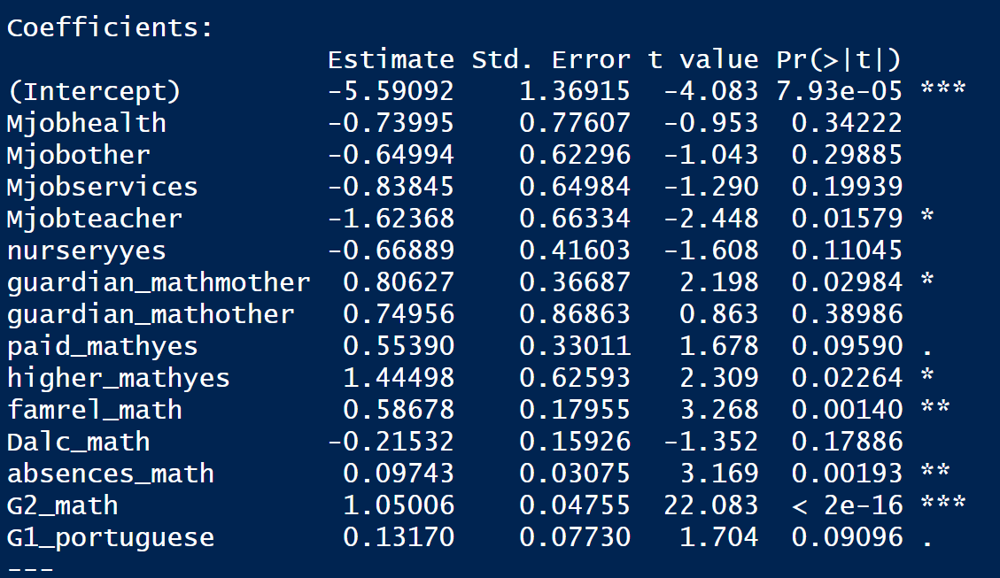 Coefficients:
Estimate Std. Error t value Pr(>|t|)
(Intercept) -5.59092 1.36915 -4.083 7.93e-05 ***
Mjobhealth -0.73995 0.77607 -0.953 0.34222
Mjobother -0.64994 0.62296 -1.043 0.29885
Mjobservices -0.83845 0.64984 -1.290 0.19939
Mjobteacher -1.62368 0.66334 -2.448 0.01579 *
nurseryyes -0.66889 0.41603 -1.608 0.11045
guardian_mathmother 0.80627 0.36687 2.198 0.02984 *
guardian_mathother 0.74956 0.86863 0.863 0.38986
paid_mathyes 0.55390 0.33011 1.678 0.09590 .
higher_mathyes 1.44498 0.62593 2.309 0.02264 *
famrel_math 0.58678 0.17955 3.268 0.00140 **
Dalc_math -0.21532 0.15926 -1.352 0.17886
absences_math 0.09743 0.03075 3.169 0.00193 **
G2_math 1.05006 0.04755 22.083 < 2e-16 ***
G1_portuguese 0.13170 0.07730 1.704 0.09096 .
---